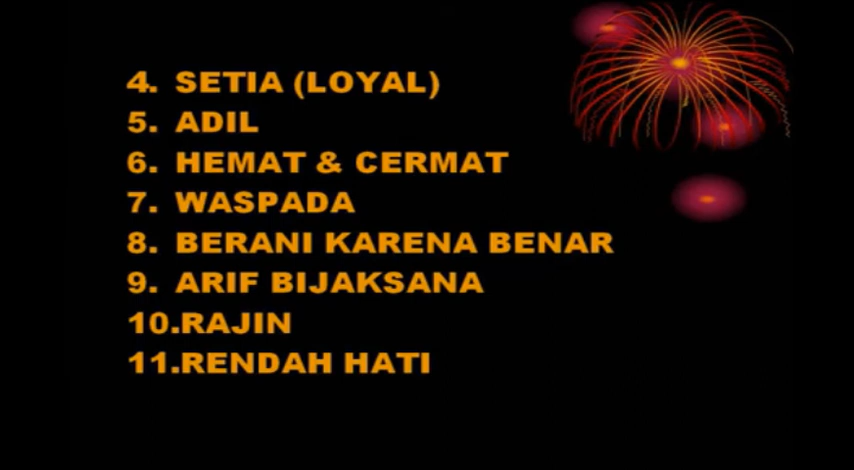 4. SETIA (LOYAL)
5. ADIL
6. HEMAT & CERMAT
7. WASPADA
8. BERANI KARENA BENAR
9. ARIF BIJAKSANA
10.RAJIN
11.RENDAH HATI